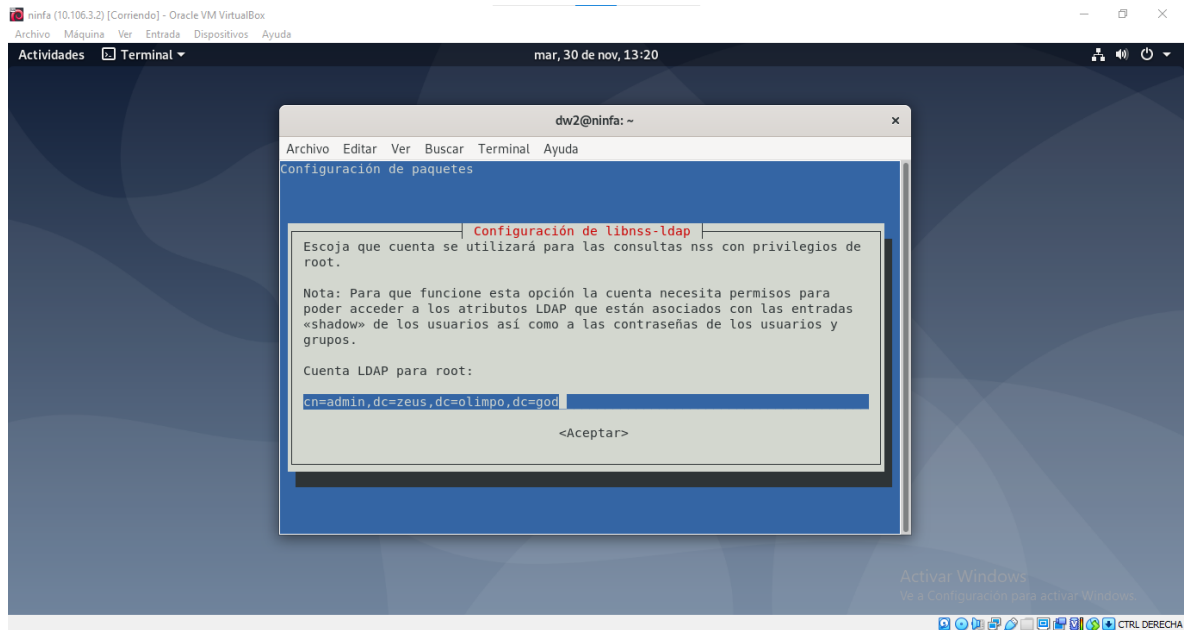 ninfa (10.106.3.2) [Corriendo] - Oracle VM VirtualBox
Archivo Máquina Ver Entrada Dispositivos Ayuda
Actividades Terminal mar, 30 de nov, 13:20
dw2@ninfa: ~
Archivo Editar Ver Buscar Terminal Ayuda
Configuración de paquetes
Configuración de libnss-ldap
Escoja que cuenta se utilizará para las consultas nss con privilegios de
root.
Nota: Para que funcione esta opción la cuenta necesita permisos para
poder acceder a los atributos LDAP que están asociados con las entradas
«shadow» de los usuarios así como a las contraseñas de los usuarios y
grupos.
Cuenta LDAP para root:
cn=admin,dc=zeus,dc=olimpo,dc=god
<Aceptar>
Activar Windows
Ve a Configuración para activar Windows.
CTRL DERECHA